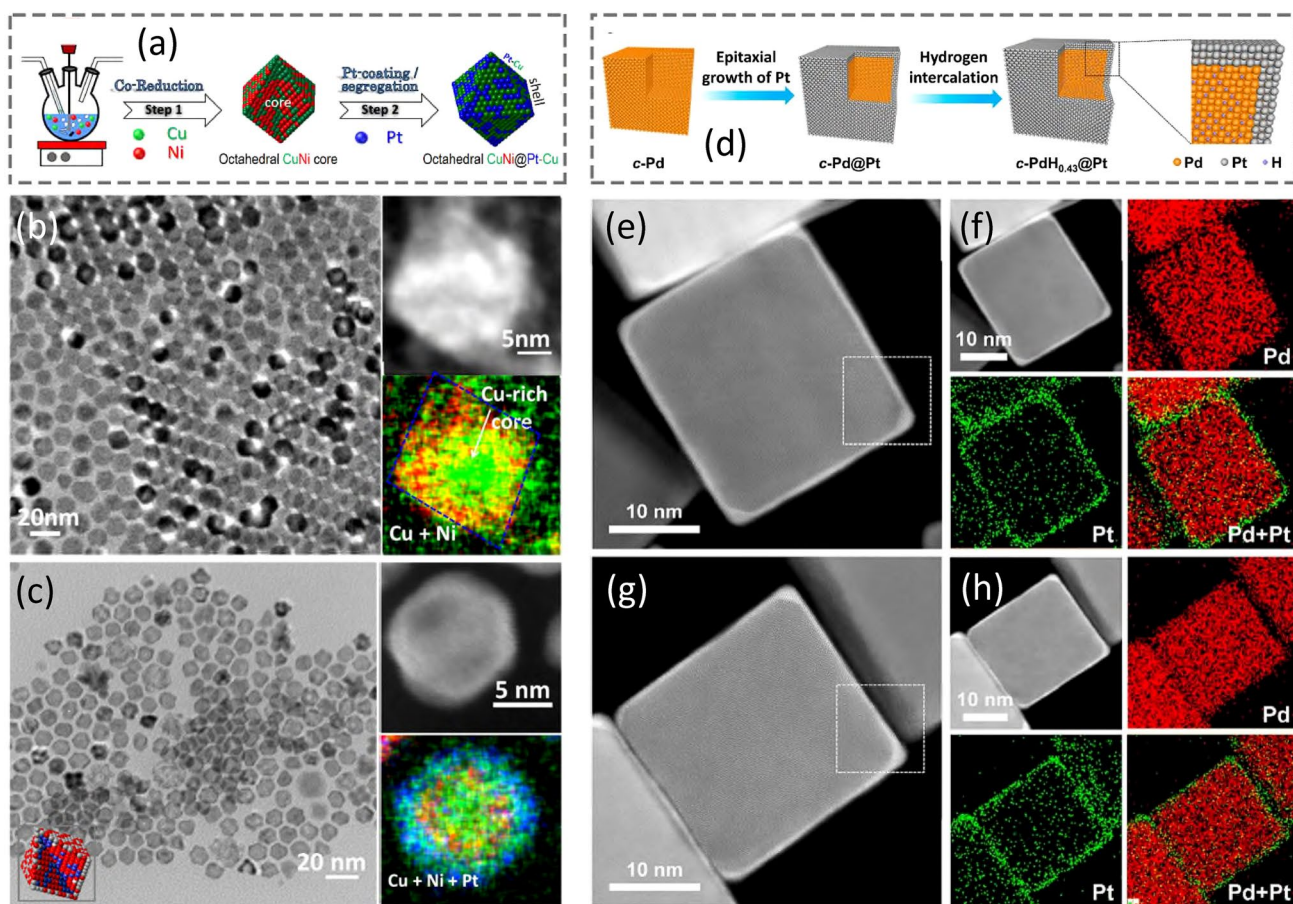 (a)
Co-Reduction
Step 1
Cu
Ni
core
Octahedral CuNi core
Pt-coating /
segregation
Step 2
Pt
Pt-Cu
shell
Octahedral CuNi@Pt-Cu
(b)
20nm
5nm
Cu-rich
core
Cu + Ni
(c)
20 nm
5 nm
Cu + Ni + Pt
(d)
c-Pd
Epitaxial
growth of Pt
c-Pd@Pt
Hydrogen
intercalation
c-PdH0.43@Pt
Pd
Pt
H
(e)
10 nm
(f)
10 nm
Pd
Pt
Pd+Pt
(g)
10 nm
(h)
10 nm
Pd
Pt
Pd+Pt